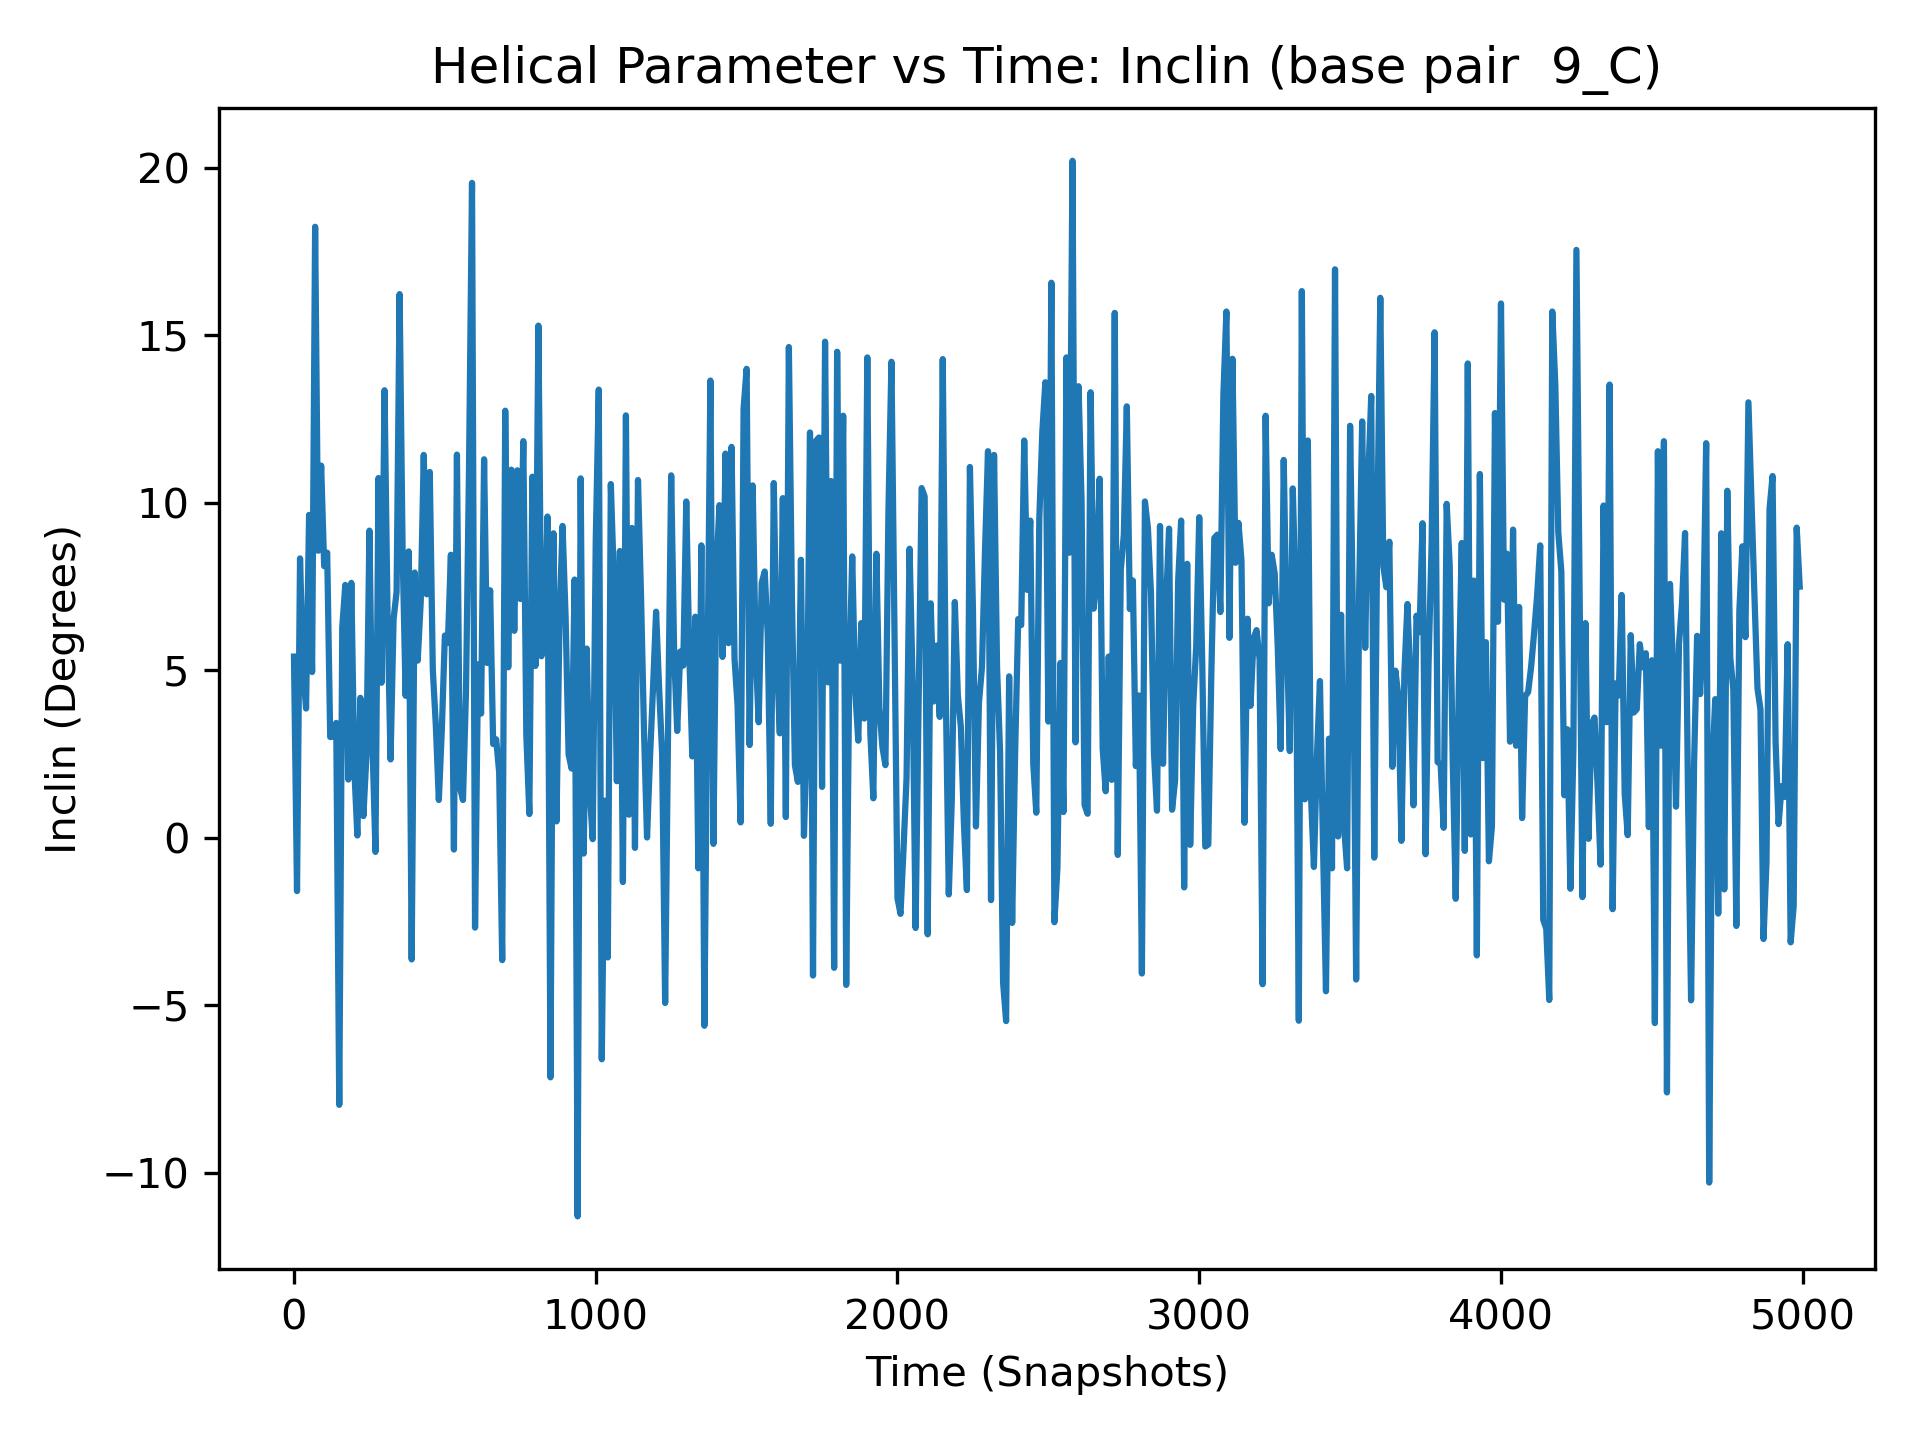 Helical Parameter vs Time: Inclin (base pair  9_C)
20
15
10
5
0
−5
−10
Inclin (Degrees)
0 1000 2000 3000 4000 5000
Time (Snapshots)